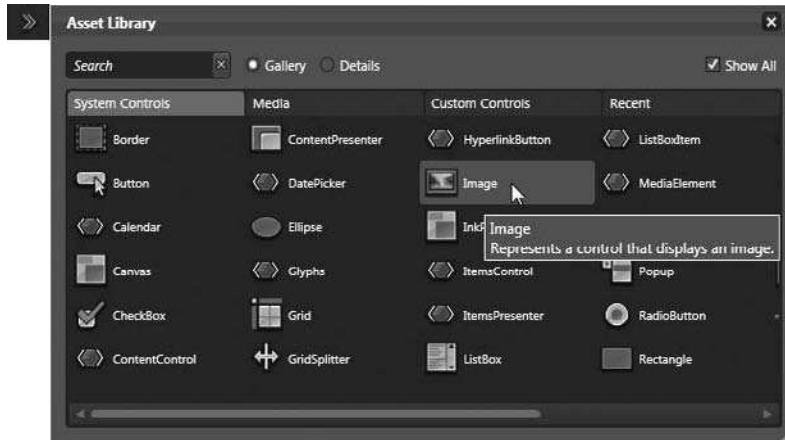 Asset Library
Search
Gallery
Details
Show All
System Controls
Media
Custom Controls
Recent
Border
ContentPresenter
HyperlinkButton
ListBoxItem
Button
DatePicker
Image
MediaElement
Image
Represents a control that displays an image.
Calendar
Ellipse
Canvas
Glyphs
ItemsControl
Popup
CheckBox
Grid
ItemsPresenter
RadioButton
ContentControl
GridSplitter
ListBox
Rectangle